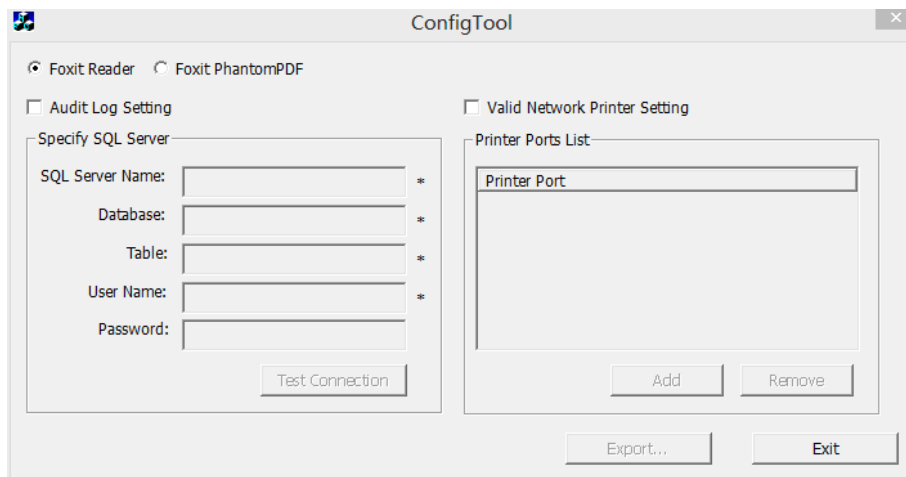 ConfigTool
Foxit Reader Foxit PhantomPDF
Audit Log Setting
Specify SQL Server
SQL Server Name: *
Database: *
Table: *
User Name: *
Password:
Test Connection
Valid Network Printer Setting
Printer Ports List
Printer Port
Add Remove
Export... Exit